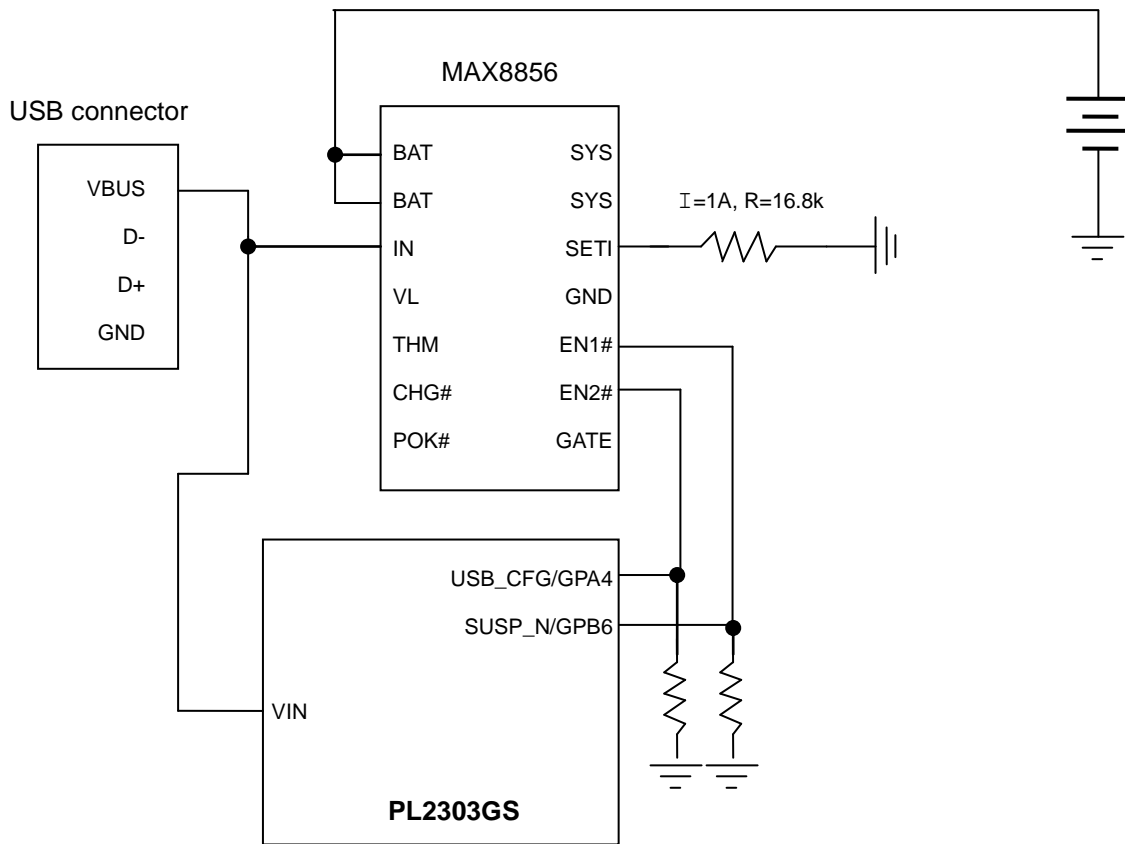 MAX8856
USB connector
VBUS
D-
D+
GND
BAT
BAT
IN
VL
THM
CHG#
POK#
SYS
SYS
SETI
GND
EN1#
EN2#
GATE
I=1A, R=16.8k
USB_CFG/GPA4
SUSP_N/GPB6
VIN
PL2303GS